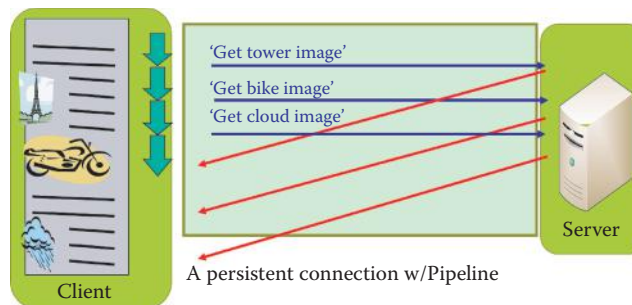 ‘Get tower image’
‘Get bike image’
‘Get cloud image’
Server
A persistent connection w/Pipeline
Client